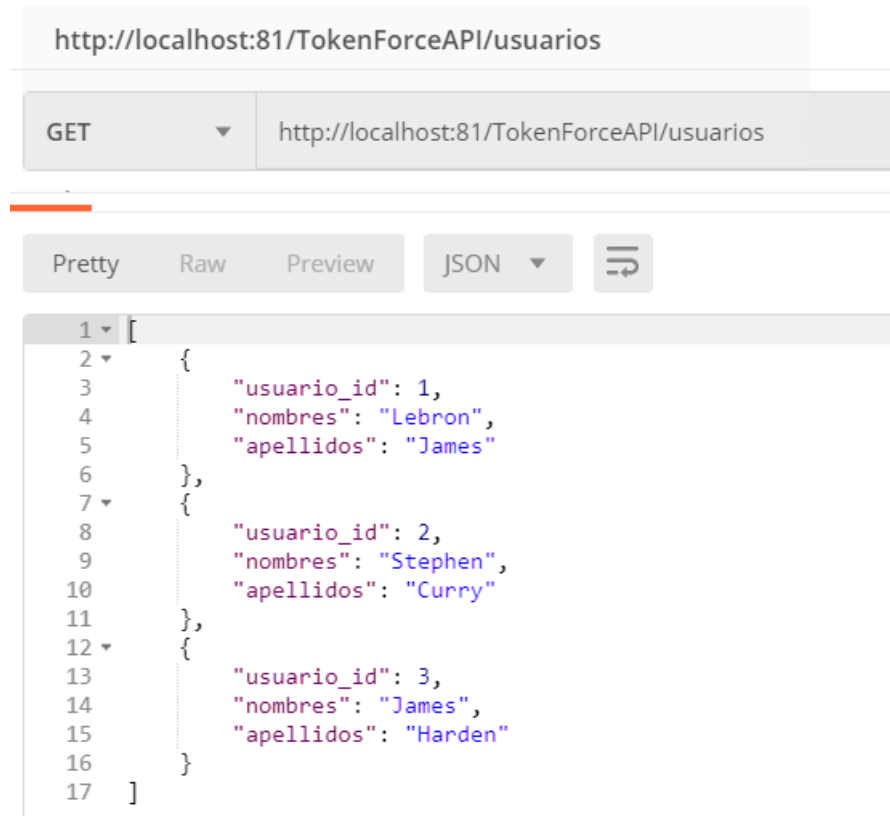 http://localhost:81/TokenForceAPI/usuarios
GET http://localhost:81/TokenForceAPI/usuarios
Pretty Raw Preview JSON
1 [
2 {
3 "usuario_id": 1,
4 "nombres": "Lebron",
5 "apellidos": "James"
6 },
7 {
8 "usuario_id": 2,
9 "nombres": "Stephen",
10 "apellidos": "Curry"
11 },
12 {
13 "usuario_id": 3,
14 "nombres": "James",
15 "apellidos": "Harden"
16 }
17 ]